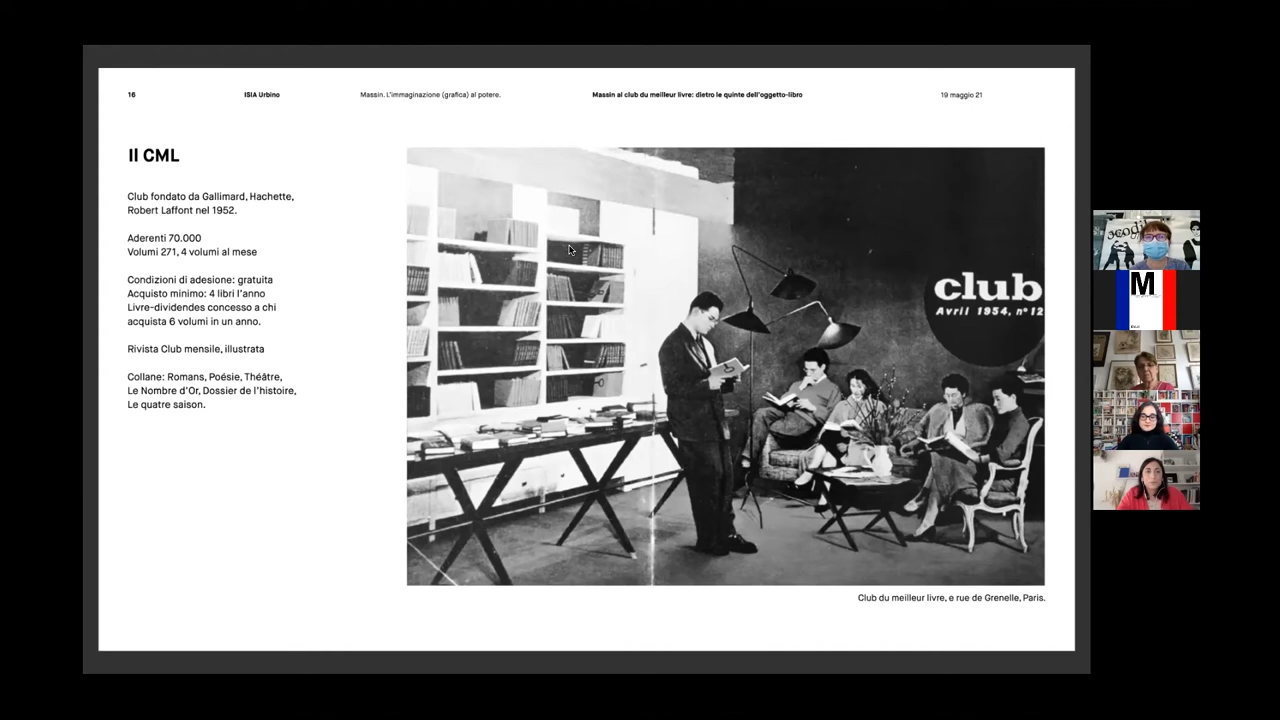 16
ISIA Urbino
Massin. L'immaginazione (grafica) al potere.
Massin al club du meilleur livre: dietro le quinte dell'oggetto-libro
19 maggio 21
Il CML
Club fondato da Gallimard, Hachette,
Robert Laffont nel 1952.
Aderenti 70.000
Volumi 271, 4 volumi al mese
Condizioni di adesione: gratuita
Acquisto minimo: 4 libri l'anno
Livre-dividendes concesso a chi
acquista 6 volumi in un anno.
Rivista Club mensile, illustrata
Collane: Romans, Poésie, Théâtre,
Le Nombre d'Or, Dossier de l'histoire,
Le quatre saison.
club
Avril 1954, nº 12
Club du meilleur livre, e rue de Grenelle, Paris.
M